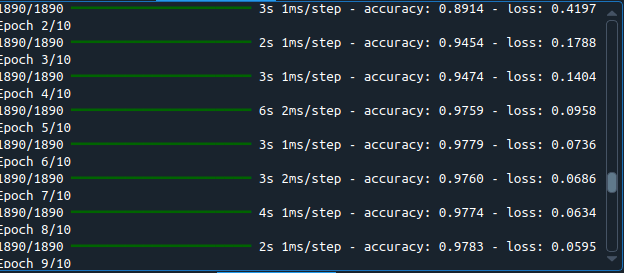 1890/1890 3s 1ms/step - accuracy: 0.8914 - loss: 0.4197
Epoch 2/10
1890/1890 2s 1ms/step - accuracy: 0.9454 - loss: 0.1788
Epoch 3/10
1890/1890 3s 1ms/step - accuracy: 0.9474 - loss: 0.1404
Epoch 4/10
1890/1890 6s 2ms/step - accuracy: 0.9759 - loss: 0.0958
Epoch 5/10
1890/1890 3s 1ms/step - accuracy: 0.9779 - loss: 0.0736
Epoch 6/10
1890/1890 3s 2ms/step - accuracy: 0.9760 - loss: 0.0686
Epoch 7/10
1890/1890 4s 1ms/step - accuracy: 0.9774 - loss: 0.0634
Epoch 8/10
1890/1890 2s 1ms/step - accuracy: 0.9783 - loss: 0.0595
Epoch 9/10